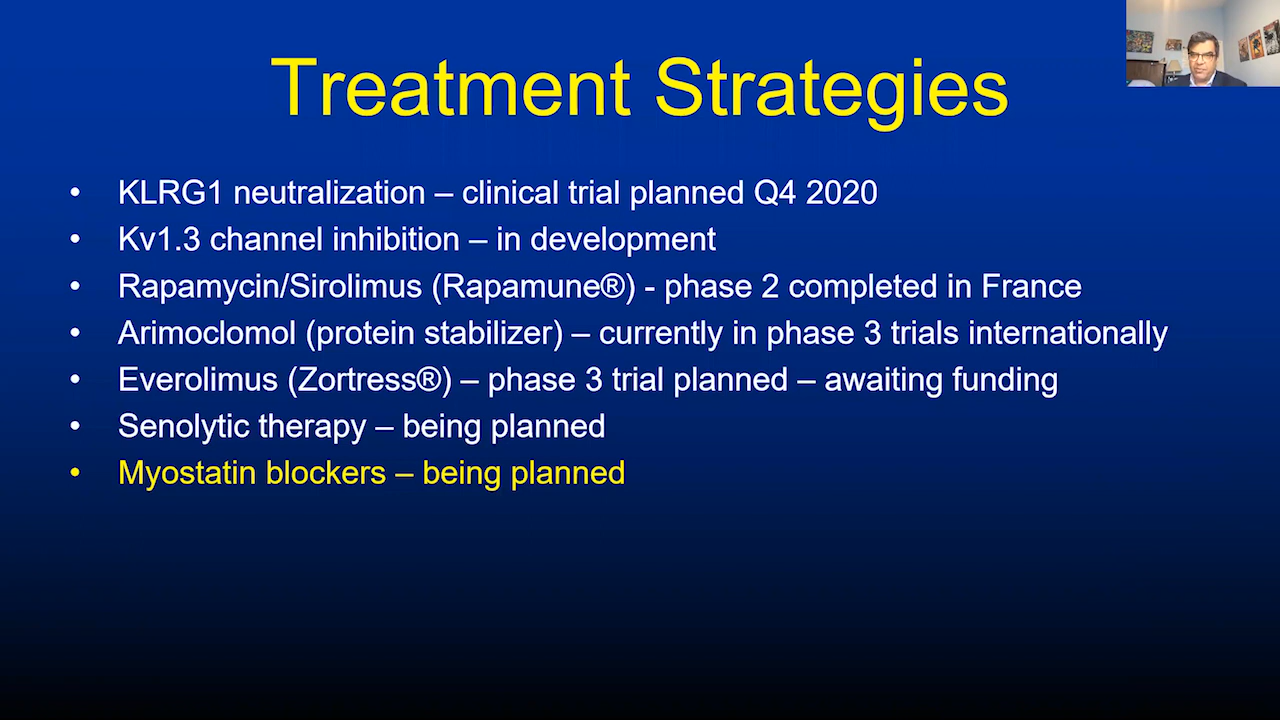 Treatment Strategies
• KLRG1 neutralization – clinical trial planned Q4 2020
• Kv1.3 channel inhibition – in development
• Rapamycin/Sirolimus (Rapamune®) - phase 2 completed in France
• Arimoclomol (protein stabilizer) – currently in phase 3 trials internationally
• Everolimus (Zortress®) – phase 3 trial planned – awaiting funding
• Senolytic therapy – being planned
• Myostatin blockers – being planned